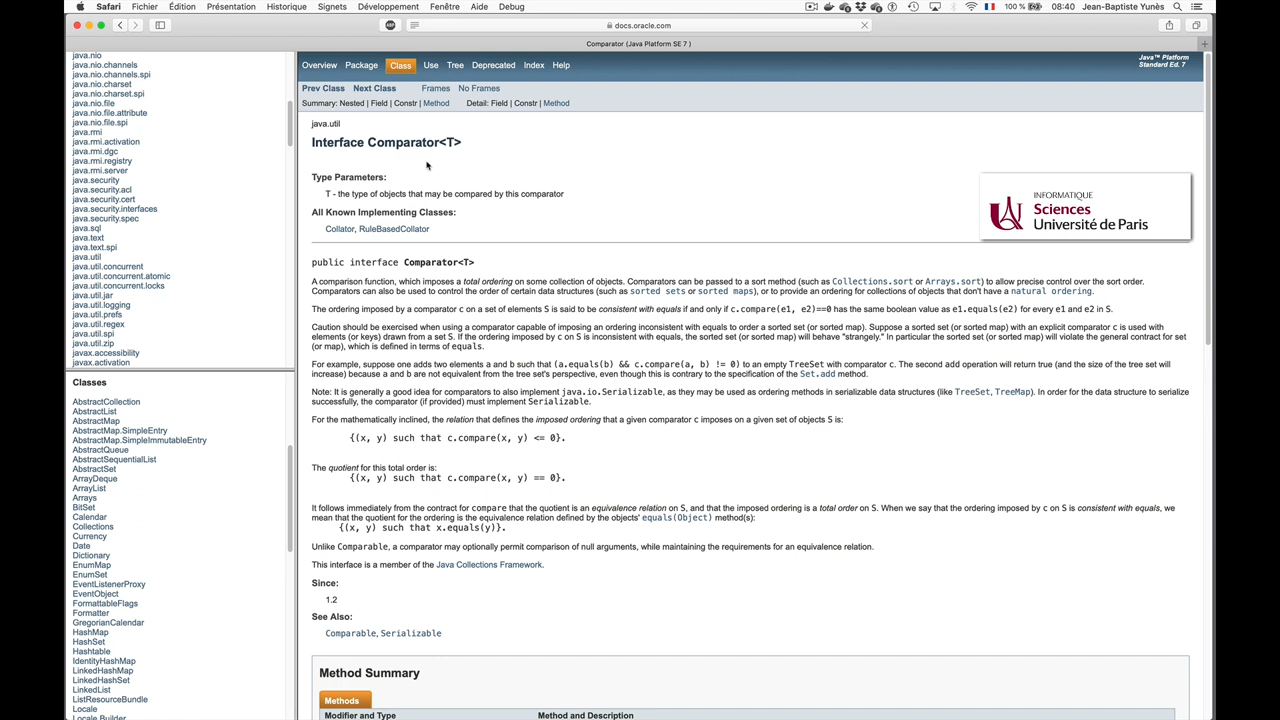 Safari Fichier Édition Présentation Historique Signets Développement Fenêtre Aide Debug 100 % 08:40 Jean-Baptiste Yunès
ABP docs.oracle.com
Comparator (Java Platform SE 7 )
java.nio
java.nio.channels
java.nio.channels.spi
java.nio.charset
java.nio.charset.spi
java.nio.file
java.nio.file.attribute
java.nio.file.spi
java.rmi
java.rmi.activation
java.rmi.dgc
java.rmi.registry
java.rmi.server
java.security
java.security.acl
java.security.cert
java.security.interfaces
java.security.spec
java.sql
java.text
java.text.spi
java.util
java.util.concurrent
java.util.concurrent.atomic
java.util.concurrent.locks
java.util.jar
java.util.logging
java.util.prefs
java.util.regex
java.util.spi
java.util.zip
javax.accessibility
javax.activation
Classes
AbstractCollection
AbstractList
AbstractMap
AbstractMap.SimpleEntry
AbstractMap.SimpleImmutableEntry
AbstractQueue
AbstractSequentialList
AbstractSet
ArrayDeque
ArrayList
Arrays
BitSet
Calendar
Collections
Currency
Date
Dictionary
EnumMap
EnumSet
EventListenerProxy
EventObject
FormattableFlags
Formatter
GregorianCalendar
HashMap
HashSet
Hashtable
IdentityHashMap
LinkedHashMap
LinkedHashSet
LinkedList
ListResourceBundle
Locale
Locale.Builder
Overview Package Class Use Tree Deprecated Index Help
Java™ Platform
Standard Ed. 7
Prev Class Next Class Frames No Frames
Summary: Nested | Field | Constr | Method Detail: Field | Constr | Method
java.util
Interface Comparator<T>
Type Parameters:
T - the type of objects that may be compared by this comparator
All Known Implementing Classes:
Collator, RuleBasedCollator
INFORMATIQUE
Sciences
Université de Paris
public interface Comparator<T>
A comparison function, which imposes a total ordering on some collection of objects. Comparators can be passed to a sort method (such as Collections.sort or Arrays.sort) to allow precise control over the sort order.
Comparators can also be used to control the order of certain data structures (such as sorted sets or sorted maps), or to provide an ordering for collections of objects that don't have a natural ordering.
The ordering imposed by a comparator c on a set of elements S is said to be consistent with equals if and only if c.compare(e1, e2)==0 has the same boolean value as e1.equals(e2) for every e1 and e2 in S.
Caution should be exercised when using a comparator capable of imposing an ordering inconsistent with equals to order a sorted set (or sorted map). Suppose a sorted set (or sorted map) with an explicit comparator c is used with
elements (or keys) drawn from a set S. If the ordering imposed by c on S is inconsistent with equals, the sorted set (or sorted map) will behave "strangely." In particular the sorted set (or sorted map) will violate the general contract for set
(or map), which is defined in terms of equals.
For example, suppose one adds two elements a and b such that (a.equals(b) && c.compare(a, b) != 0) to an empty TreeSet with comparator c. The second add operation will return true (and the size of the tree set will
increase) because a and b are not equivalent from the tree set's perspective, even though this is contrary to the specification of the Set.add method.
Note: It is generally a good idea for comparators to also implement java.io.Serializable, as they may be used as ordering methods in serializable data structures (like TreeSet, TreeMap). In order for the data structure to serialize
successfully, the comparator (if provided) must implement Serializable.
For the mathematically inclined, the relation that defines the imposed ordering that a given comparator c imposes on a given set of objects S is:
{(x, y) such that c.compare(x, y) <= 0}.
The quotient for this total order is:
{(x, y) such that c.compare(x, y) == 0}.
It follows immediately from the contract for compare that the quotient is an equivalence relation on S, and that the imposed ordering is a total order on S. When we say that the ordering imposed by c on S is consistent with equals, we
mean that the quotient for the ordering is the equivalence relation defined by the objects' equals(Object) method(s):
{(x, y) such that x.equals(y)}.
Unlike Comparable, a comparator may optionally permit comparison of null arguments, while maintaining the requirements for an equivalence relation.
This interface is a member of the Java Collections Framework.
Since:
1.2
See Also:
Comparable, Serializable
Method Summary
Methods
Modifier and Type Method and Description